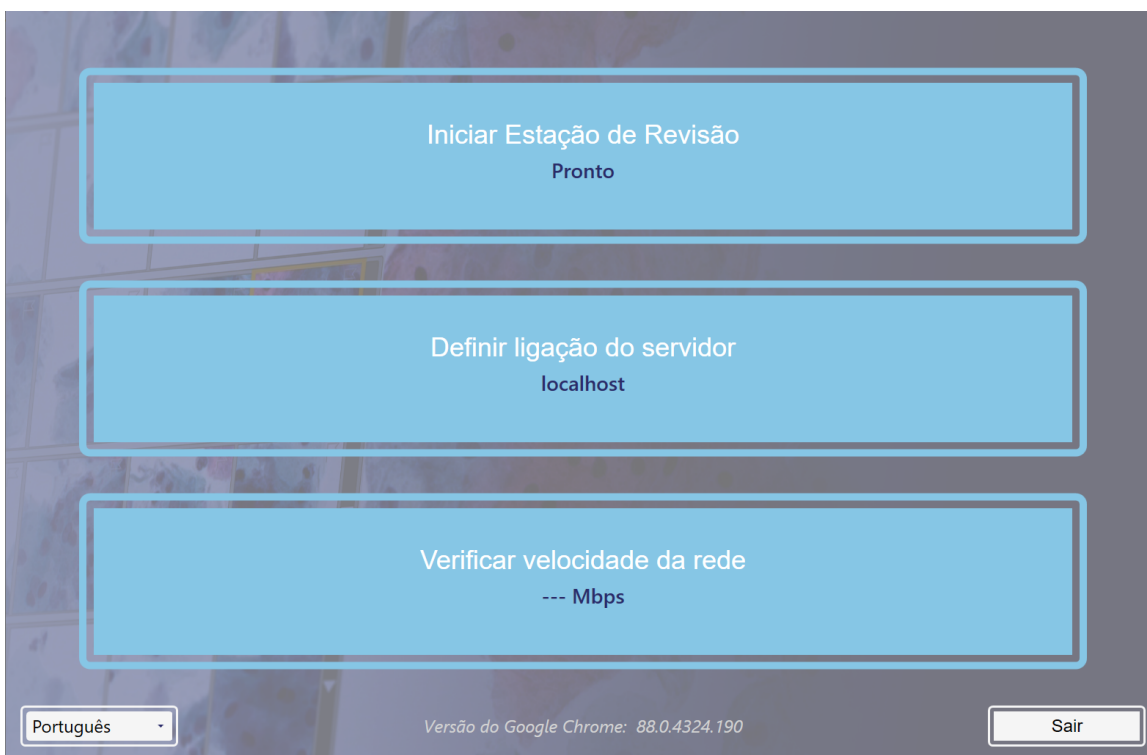 Iniciar Estação de Revisão
Pronto
Definir ligação do servidor
localhost
Verificar velocidade da rede
--- Mbps
Português
Versão do Google Chrome: 88.0.4324.190
Sair